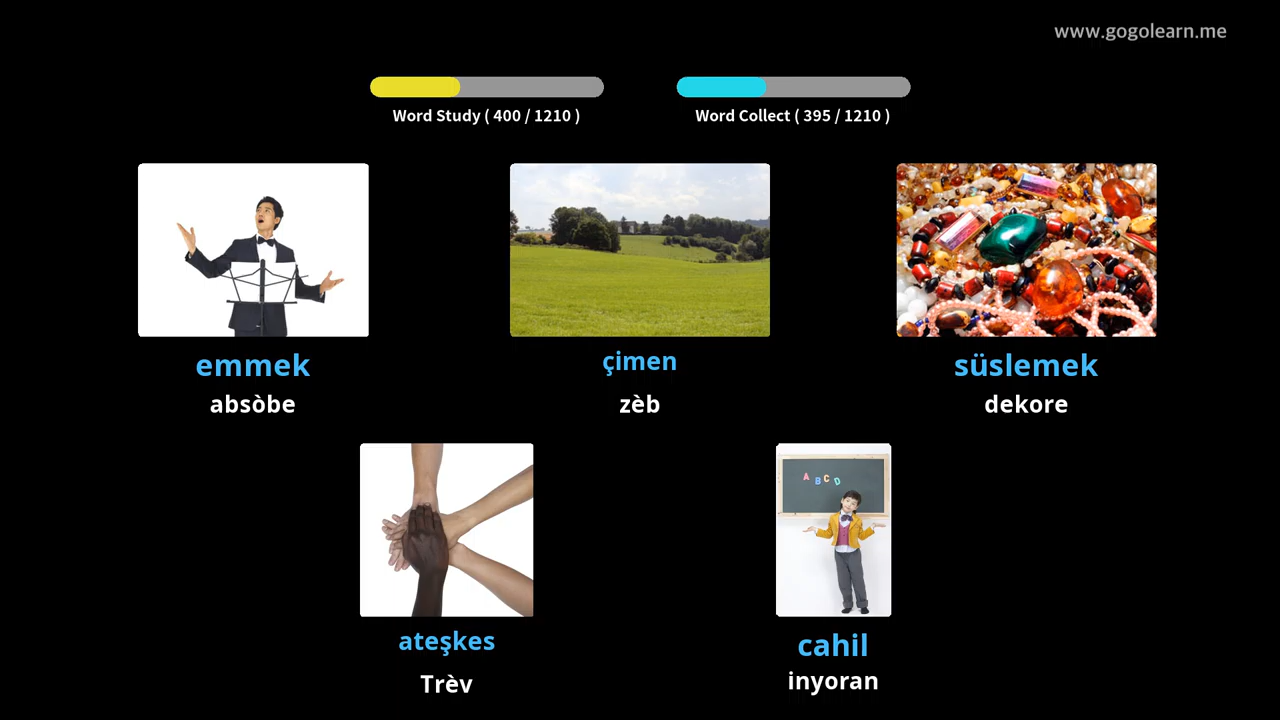 www.gogolearn.me
Word Study ( 400 / 1210 )
Word Collect ( 395 / 1210 )
emmek
absòbe
çimen
zèb
süslemek
dekore
A B C D
ateşkes
Trèv
cahil
inyoran